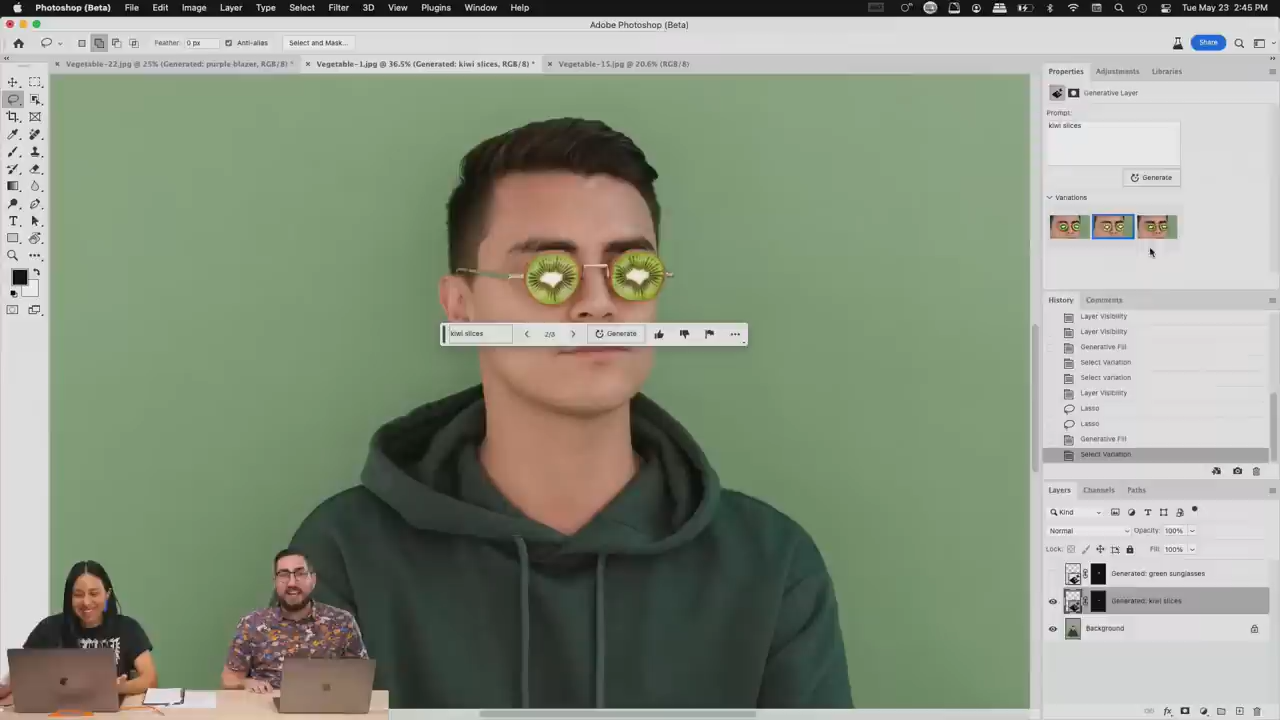 Photoshop (Beta) File Edit Image Layer Type Select Filter 3D View Plugins Window Help Tue May 23 2:45 PM
Adobe Photoshop (Beta)
Feather: 0 px Anti-alias Select and Mask... Share
Vegetable-22.jpg @ 25% (Generated: purple blazer, RGB/8) * Vegetable-1.jpg @ 36.5% (Generated: kiwi slices, RGB/8) * Vegetable-15.jpg @ 20.6% (RGB/8)
Properties Adjustments Libraries
Generative Layer
Prompt:
kiwi slices
Generate
Variations
kiwi slices 2/3 Generate
History Comments
Layer Visibility
Layer Visibility
Generative Fill
Select Variation
Select Variation
Layer Visibility
Lasso
Lasso
Generative Fill
Select Variation
Layers Channels Paths
Kind
Normal Opacity: 100%
Lock: Fill: 100%
Generated: green sunglasses
Generated: kiwi slices
Background